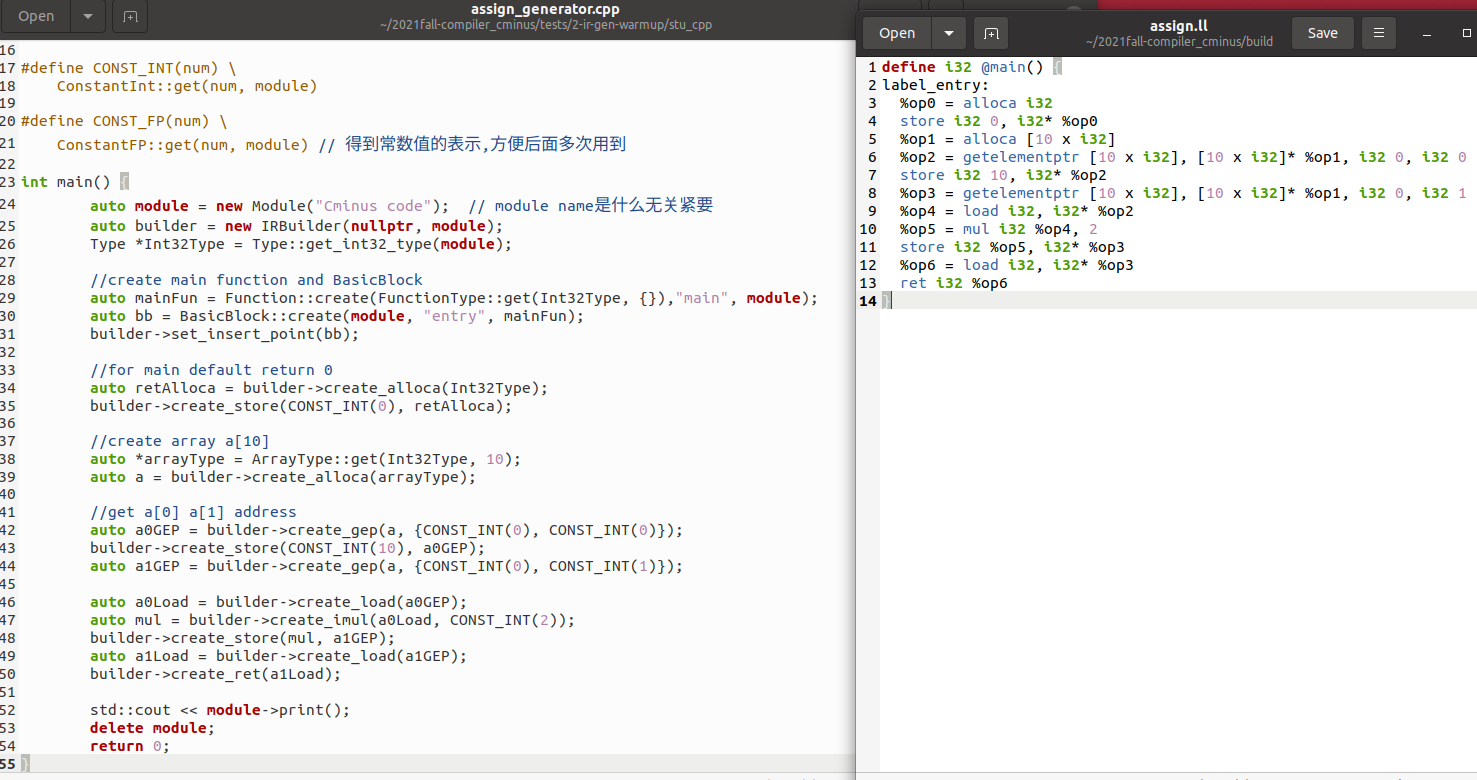 Open
assign_generator.cpp
~/2021fall-compiler_cminus/tests/2-ir-gen-warmup/stu_cpp
16
17 #define CONST_INT(num) \
18     ConstantInt::get(num, module)
19
20 #define CONST_FP(num) \
21     ConstantFP::get(num, module) // 得到常数值的表示,方便后面多次用到
22
23 int main() {
24         auto module = new Module("Cminus code");  // module name是什么无关紧要
25         auto builder = new IRBuilder(nullptr, module);
26         Type *Int32Type = Type::get_int32_type(module);
27
28         //create main function and BasicBlock
29         auto mainFun = Function::create(FunctionType::get(Int32Type, {}),"main", module);
30         auto bb = BasicBlock::create(module, "entry", mainFun);
31         builder->set_insert_point(bb);
32
33         //for main default return 0
34         auto retAlloca = builder->create_alloca(Int32Type);
35         builder->create_store(CONST_INT(0), retAlloca);
36
37         //create array a[10]
38         auto *arrayType = ArrayType::get(Int32Type, 10);
39         auto a = builder->create_alloca(arrayType);
40
41         //get a[0] a[1] address
42         auto a0GEP = builder->create_gep(a, {CONST_INT(0), CONST_INT(0)});
43         builder->create_store(CONST_INT(10), a0GEP);
44         auto a1GEP = builder->create_gep(a, {CONST_INT(0), CONST_INT(1)});
45
46         auto a0Load = builder->create_load(a0GEP);
47         auto mul = builder->create_imul(a0Load, CONST_INT(2));
48         builder->create_store(mul, a1GEP);
49         auto a1Load = builder->create_load(a1GEP);
50         builder->create_ret(a1Load);
51
52         std::cout << module->print();
53         delete module;
54         return 0;
55 }
Open
assign.ll
~/2021fall-compiler_cminus/build
Save
1 define i32 @main() {
2 label_entry:
3   %op0 = alloca i32
4   store i32 0, i32* %op0
5   %op1 = alloca [10 x i32]
6   %op2 = getelementptr [10 x i32], [10 x i32]* %op1, i32 0, i32 0
7   store i32 10, i32* %op2
8   %op3 = getelementptr [10 x i32], [10 x i32]* %op1, i32 0, i32 1
9   %op4 = load i32, i32* %op2
10   %op5 = mul i32 %op4, 2
11   store i32 %op5, i32* %op3
12   %op6 = load i32, i32* %op3
13   ret i32 %op6
14 }